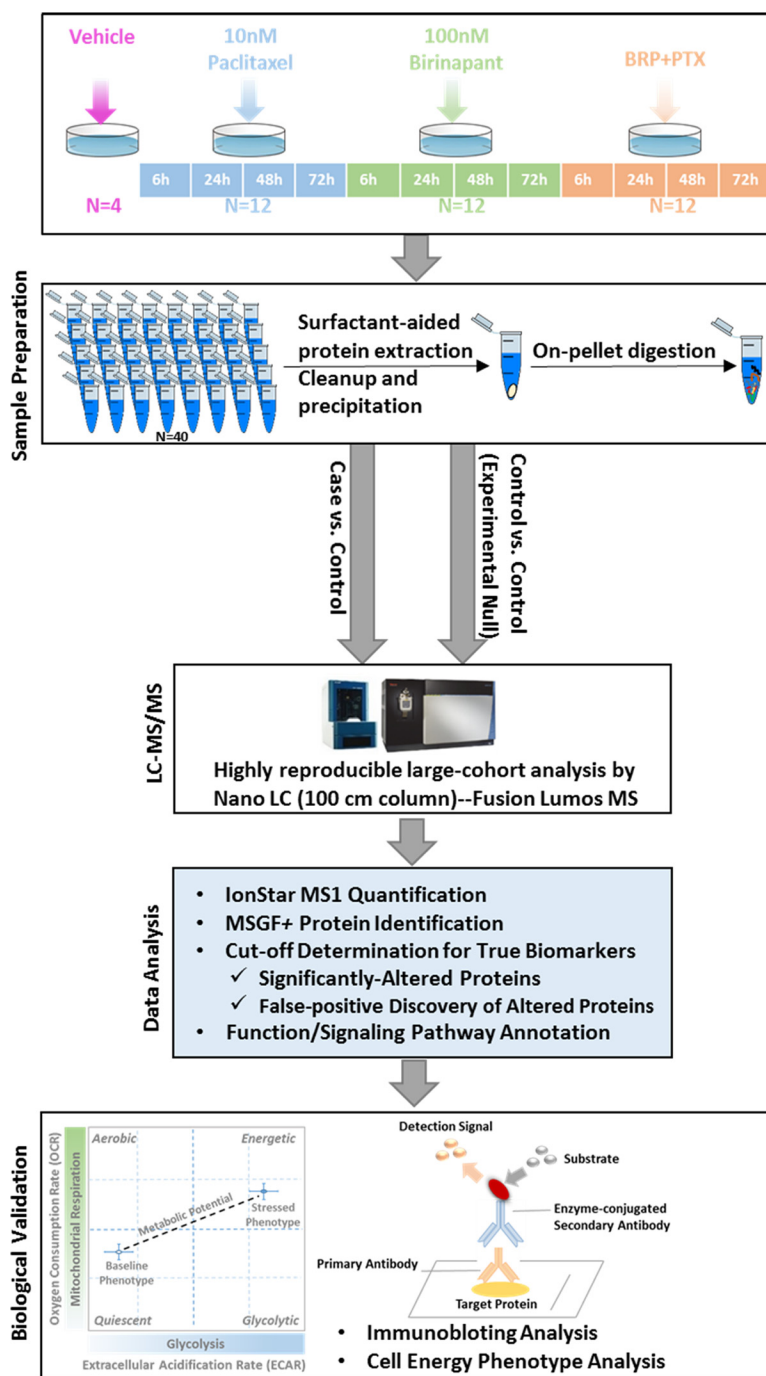 Vehicle
10nM
Paclitaxel
100nM
Birinapant
BRP+PTX
6h 24h 48h 72h 6h 24h 48h 72h 6h 24h 48h 72h
N=4 N=12 N=12 N=12
Sample Preparation
Surfactant-aided
protein extraction
Cleanup and
precipitation
On-pellet digestion
N=40
Case vs. Control
Control vs. Control
(Experimental Null)
LC-MS/MS
Highly reproducible large-cohort analysis by
Nano LC (100 cm column)--Fusion Lumos MS
Data Analysis
• IonStar MS1 Quantification
• MSGF+ Protein Identification
• Cut-off Determination for True Biomarkers
✓ Significantly-Altered Proteins
✓ False-positive Discovery of Altered Proteins
• Function/Signaling Pathway Annotation
Biological Validation
Oxygen Consumption Rate (OCR)
Mitochondrial Respiration
Aerobic
Energetic
Metabolic Potential
Stressed
Phenotype
Baseline
Phenotype
Quiescent
Glycolytic
Glycolysis
Extracellular Acidification Rate (ECAR)
Detection Signal
Substrate
Enzyme-conjugated
Secondary Antibody
Primary Antibody
Target Protein
• Immunobloting Analysis
• Cell Energy Phenotype Analysis